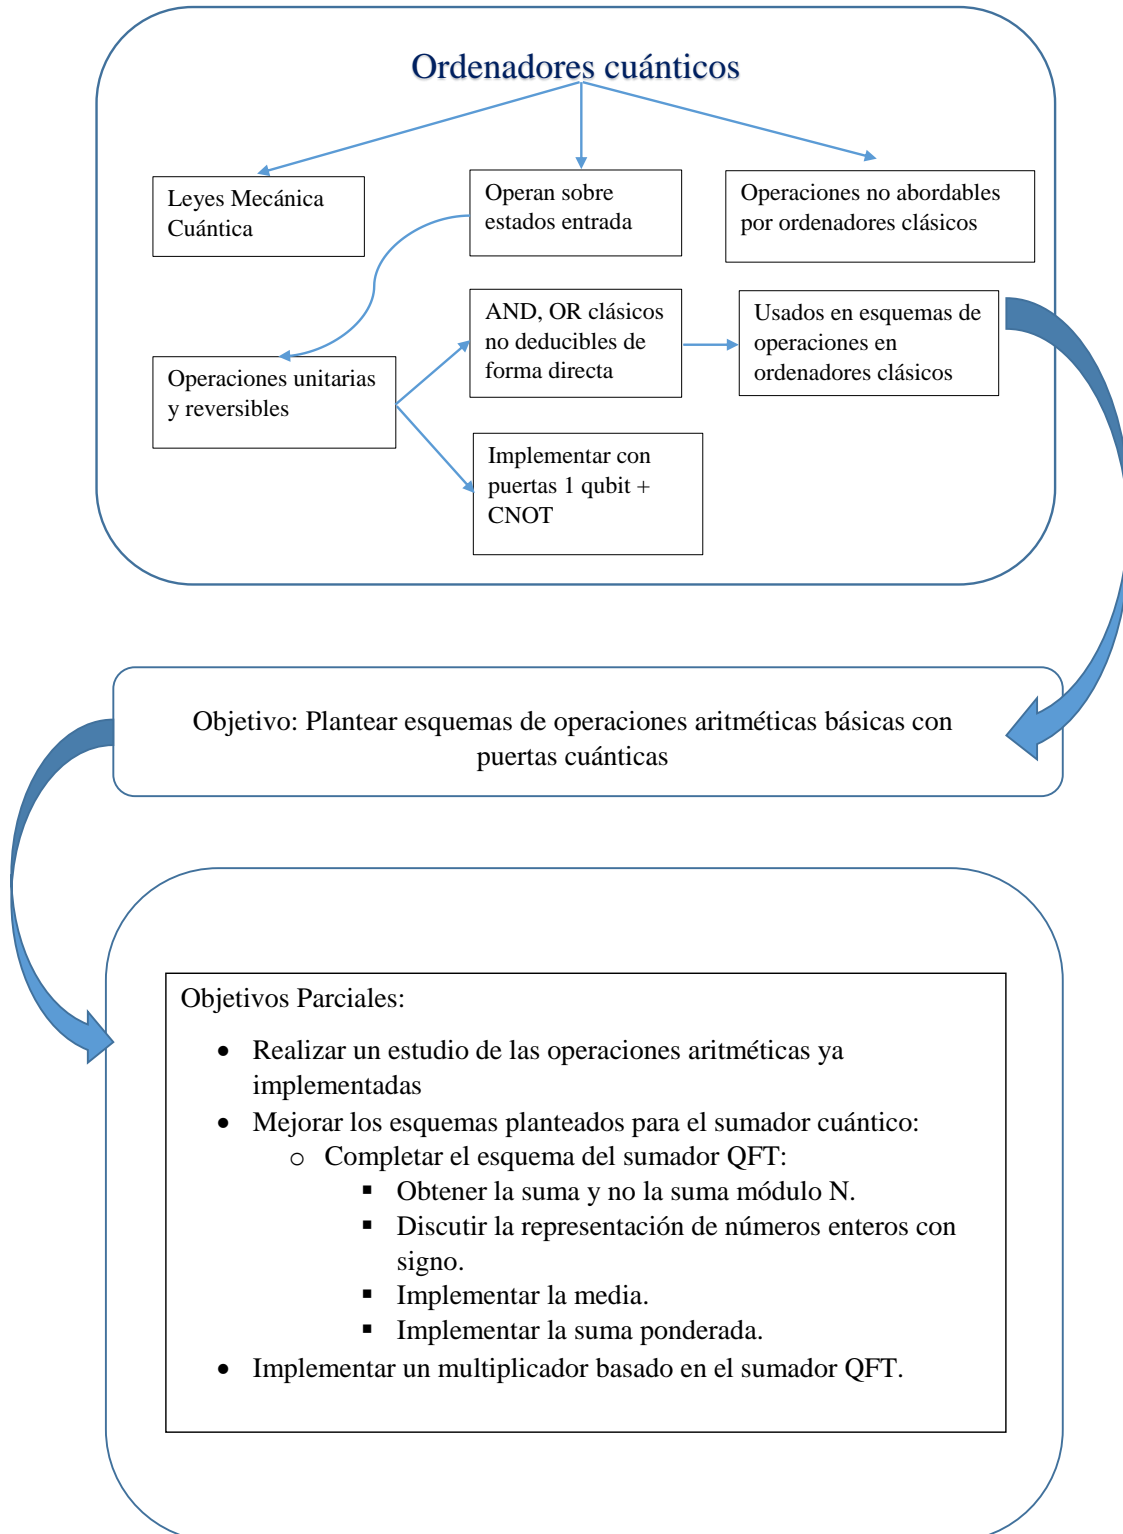 Ordenadores cuánticos
Leyes Mecánica
Cuántica
Operan sobre
estados entrada
Operaciones no abordables
por ordenadores clásicos
AND, OR clásicos
no deducibles de
forma directa
Usados en esquemas de
operaciones en
ordenadores clásicos
Operaciones unitarias
y reversibles
Implementar con
puertas 1 qubit +
CNOT
Objetivo: Plantear esquemas de operaciones aritméticas básicas con
puertas cuánticas
Objetivos Parciales:
• Realizar un estudio de las operaciones aritméticas ya
implementadas
• Mejorar los esquemas planteados para el sumador cuántico:
o Completar el esquema del sumador QFT:
▪ Obtener la suma y no la suma módulo N.
▪ Discutir la representación de números enteros con
signo.
▪ Implementar la media.
▪ Implementar la suma ponderada.
• Implementar un multiplicador basado en el sumador QFT.